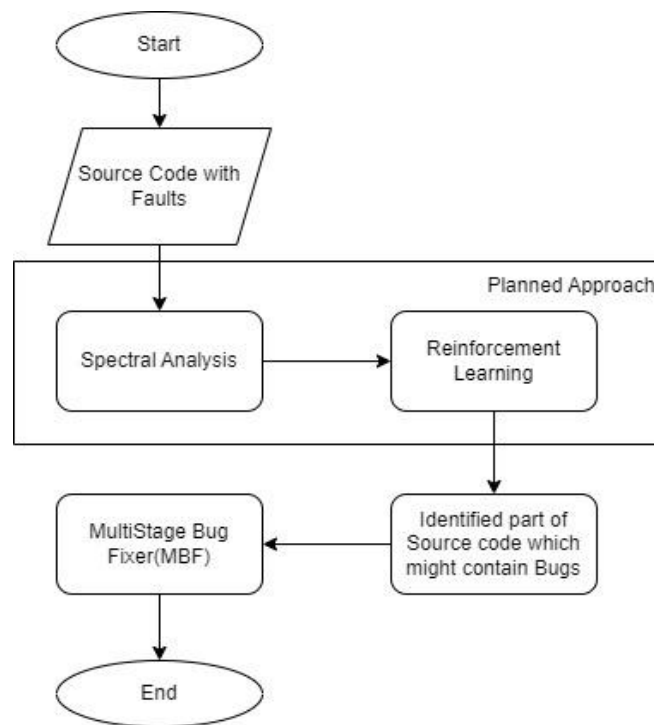 Start
Source Code with
Faults
Planned Approach
Spectral Analysis
Reinforcement
Learning
Identified part of
Source code which
might contain Bugs
MultiStage Bug
Fixer(MBF)
End